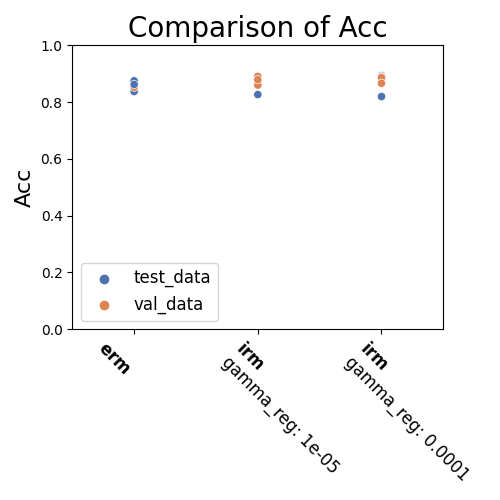 Comparison of Acc
Acc
1.0
0.8
0.6
0.4
0.2
0.0
test_data
val_data
erm
irm
gamma_reg: 1e-05
irm
gamma_reg: 0.0001